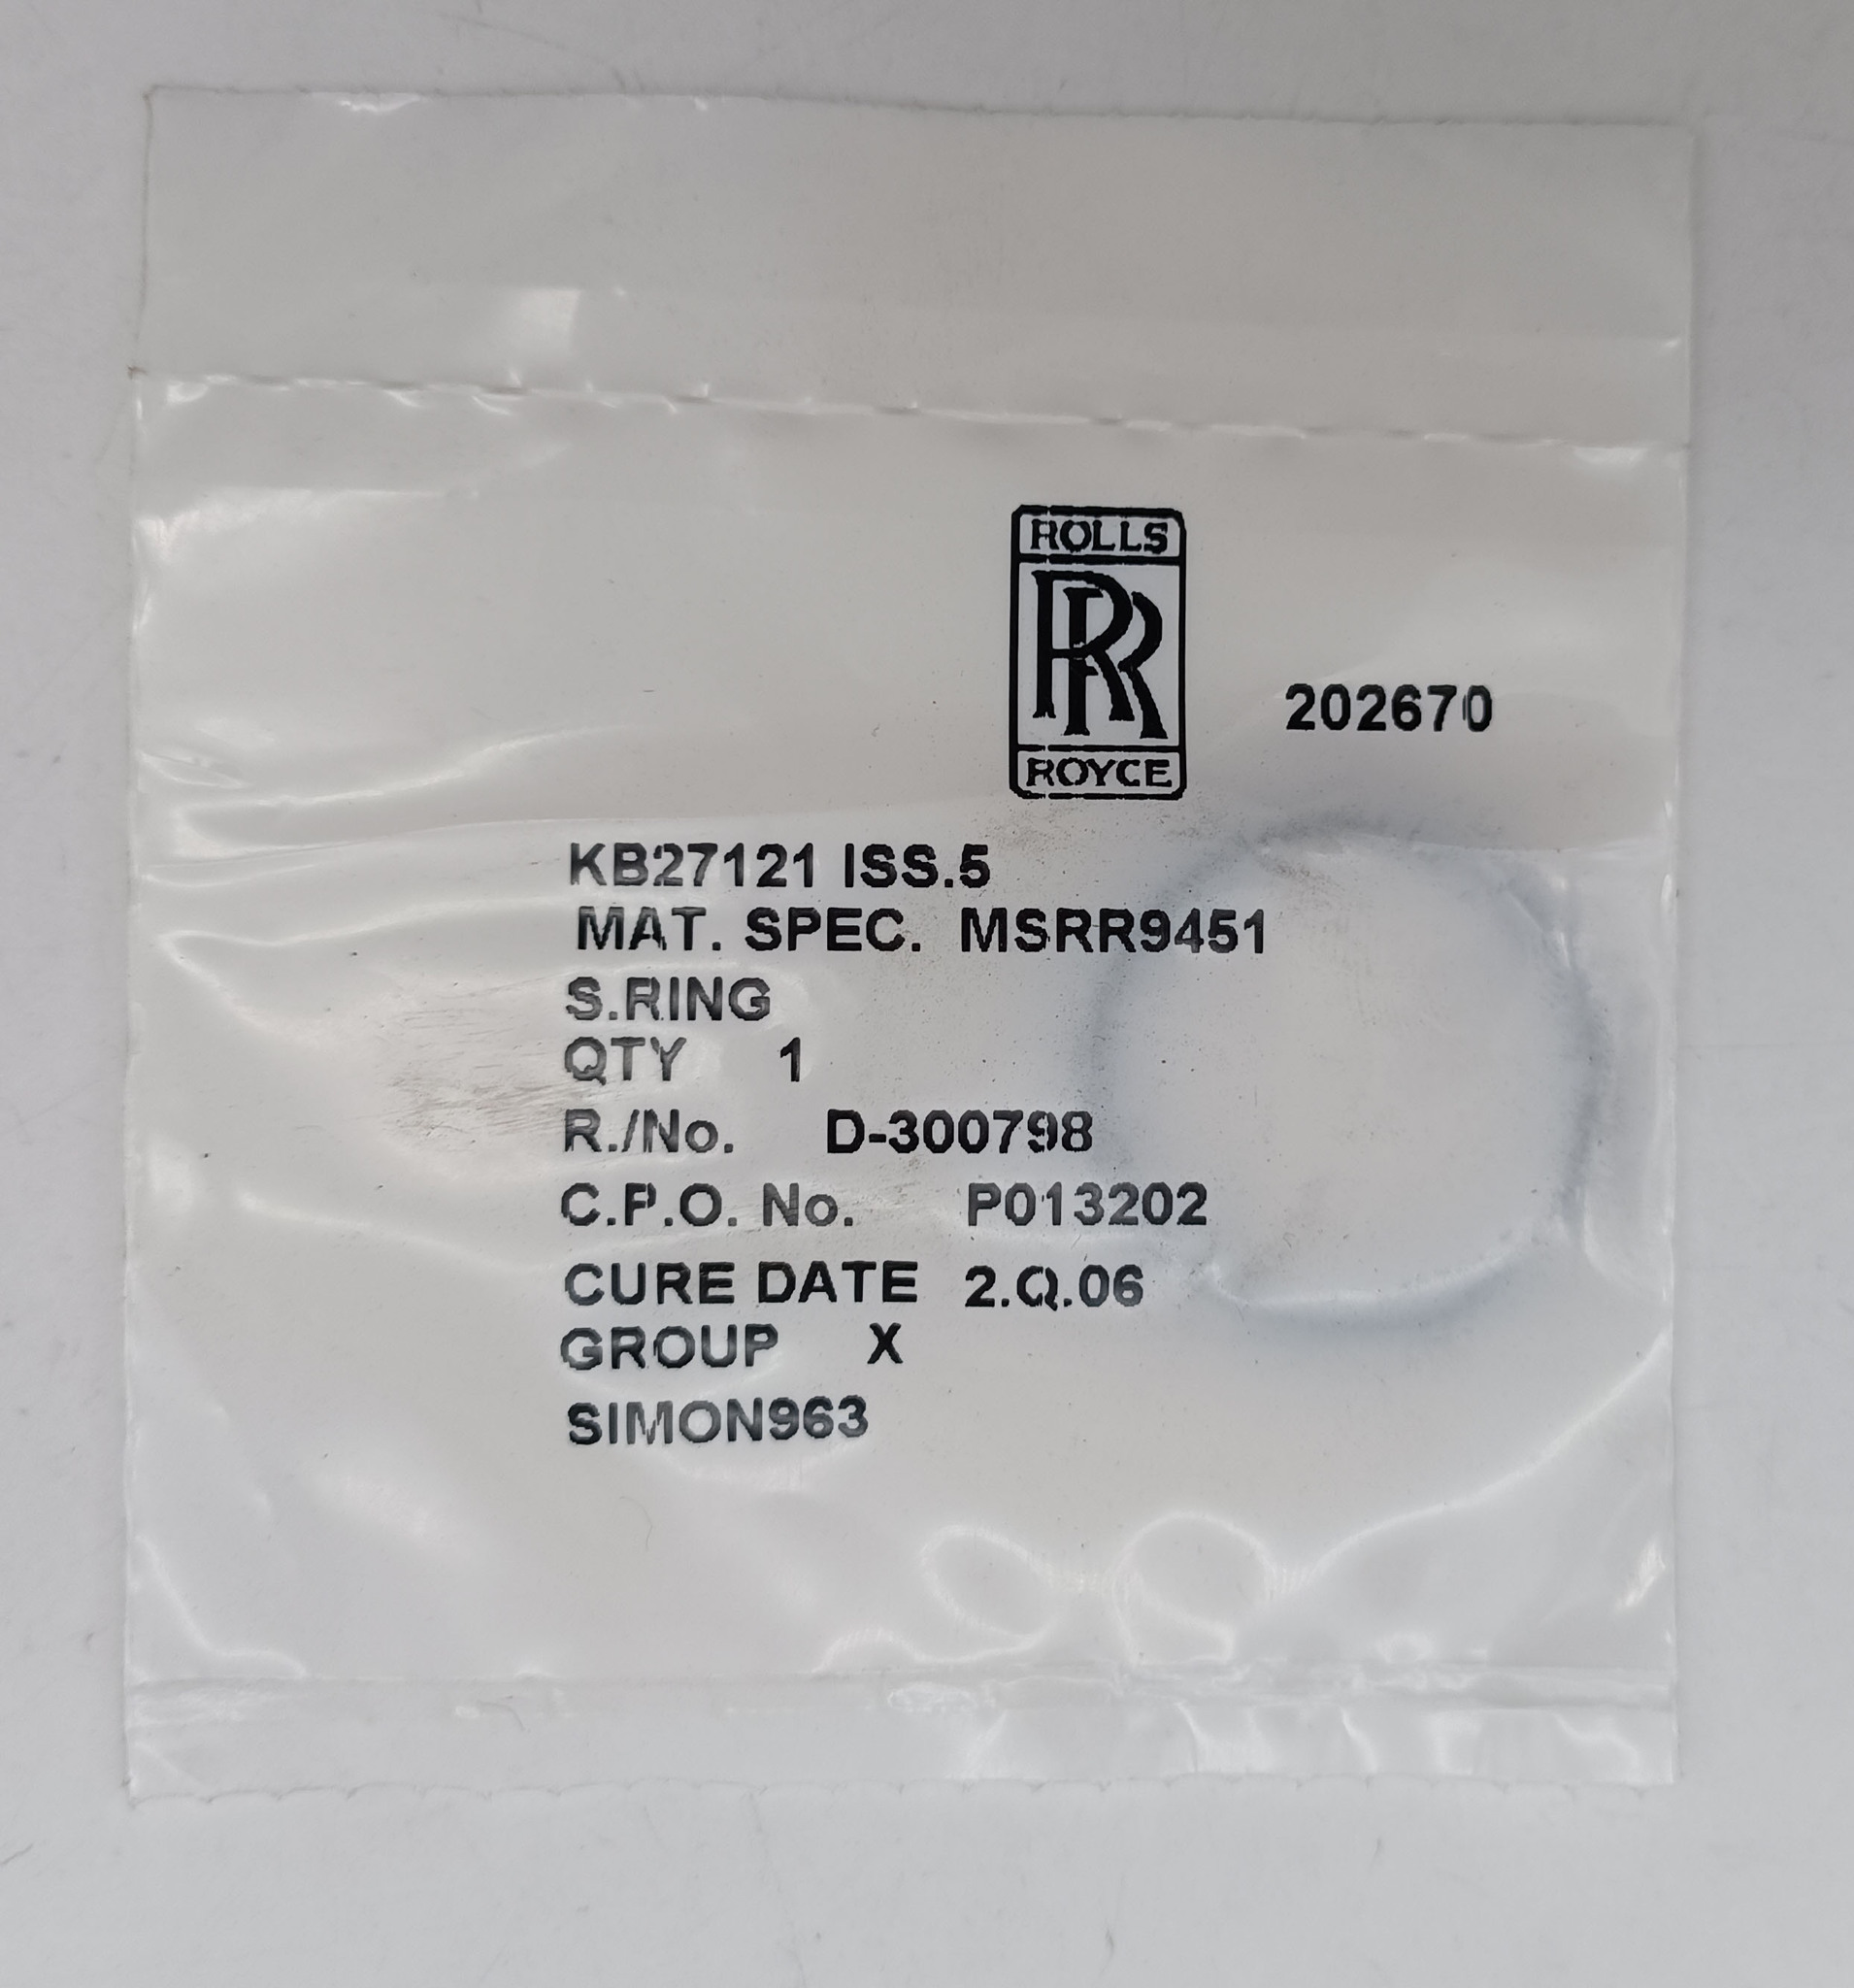 ROLLS
RR
ROYCE
202670
KB27121 ISS.5
MAT. SPEC. MSRR9451
S.RING
QTY 1
R./No. D-300798
C.P.O. No. P013202
CURE DATE 2.Q.06
GROUP X
SIMON963